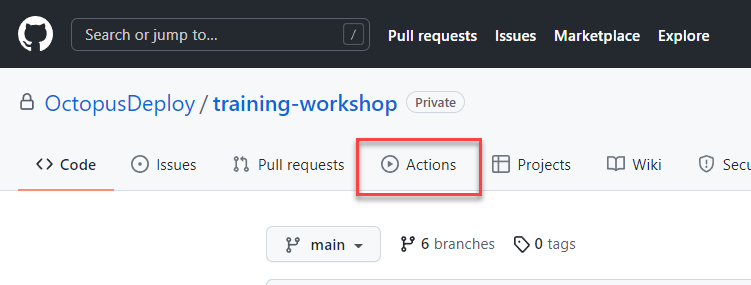 Search or jump to... / Pull requests Issues Marketplace Explore
OctopusDeploy / training-workshop Private
Code Issues Pull requests Actions Projects Wiki Secu
main 6 branches 0 tags